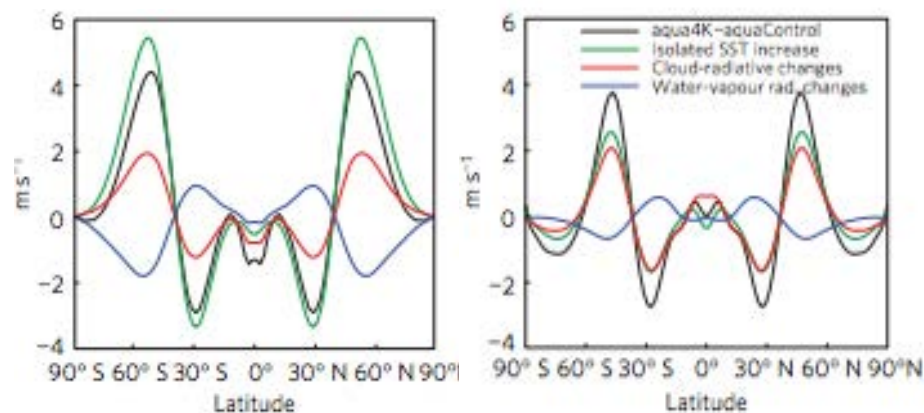 6
4
2
0
−2
−4
m s⁻¹
90° S 60° S 30° S 0° 30° N 60° N 90°N
Latitude
6
4
2
0
−2
−4
m s⁻¹
aqua4K−aquaControl
Isolated SST increase
Cloud-radiative changes
Water-vapour rad. changes
90° S 60° S 30° S 0° 30° N 60° N 90°N
Latitude